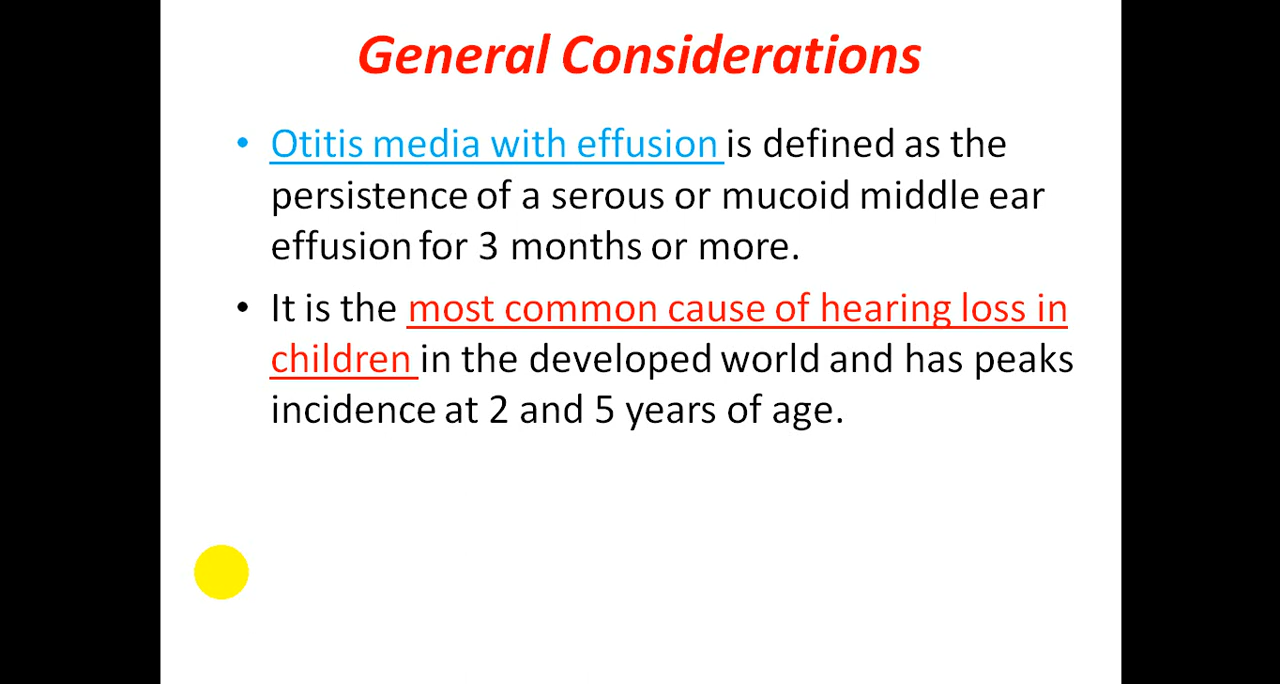 General Considerations
• Otitis media with effusion is defined as the
persistence of a serous or mucoid middle ear
effusion for 3 months or more.
• It is the most common cause of hearing loss in
children in the developed world and has peaks
incidence at 2 and 5 years of age.